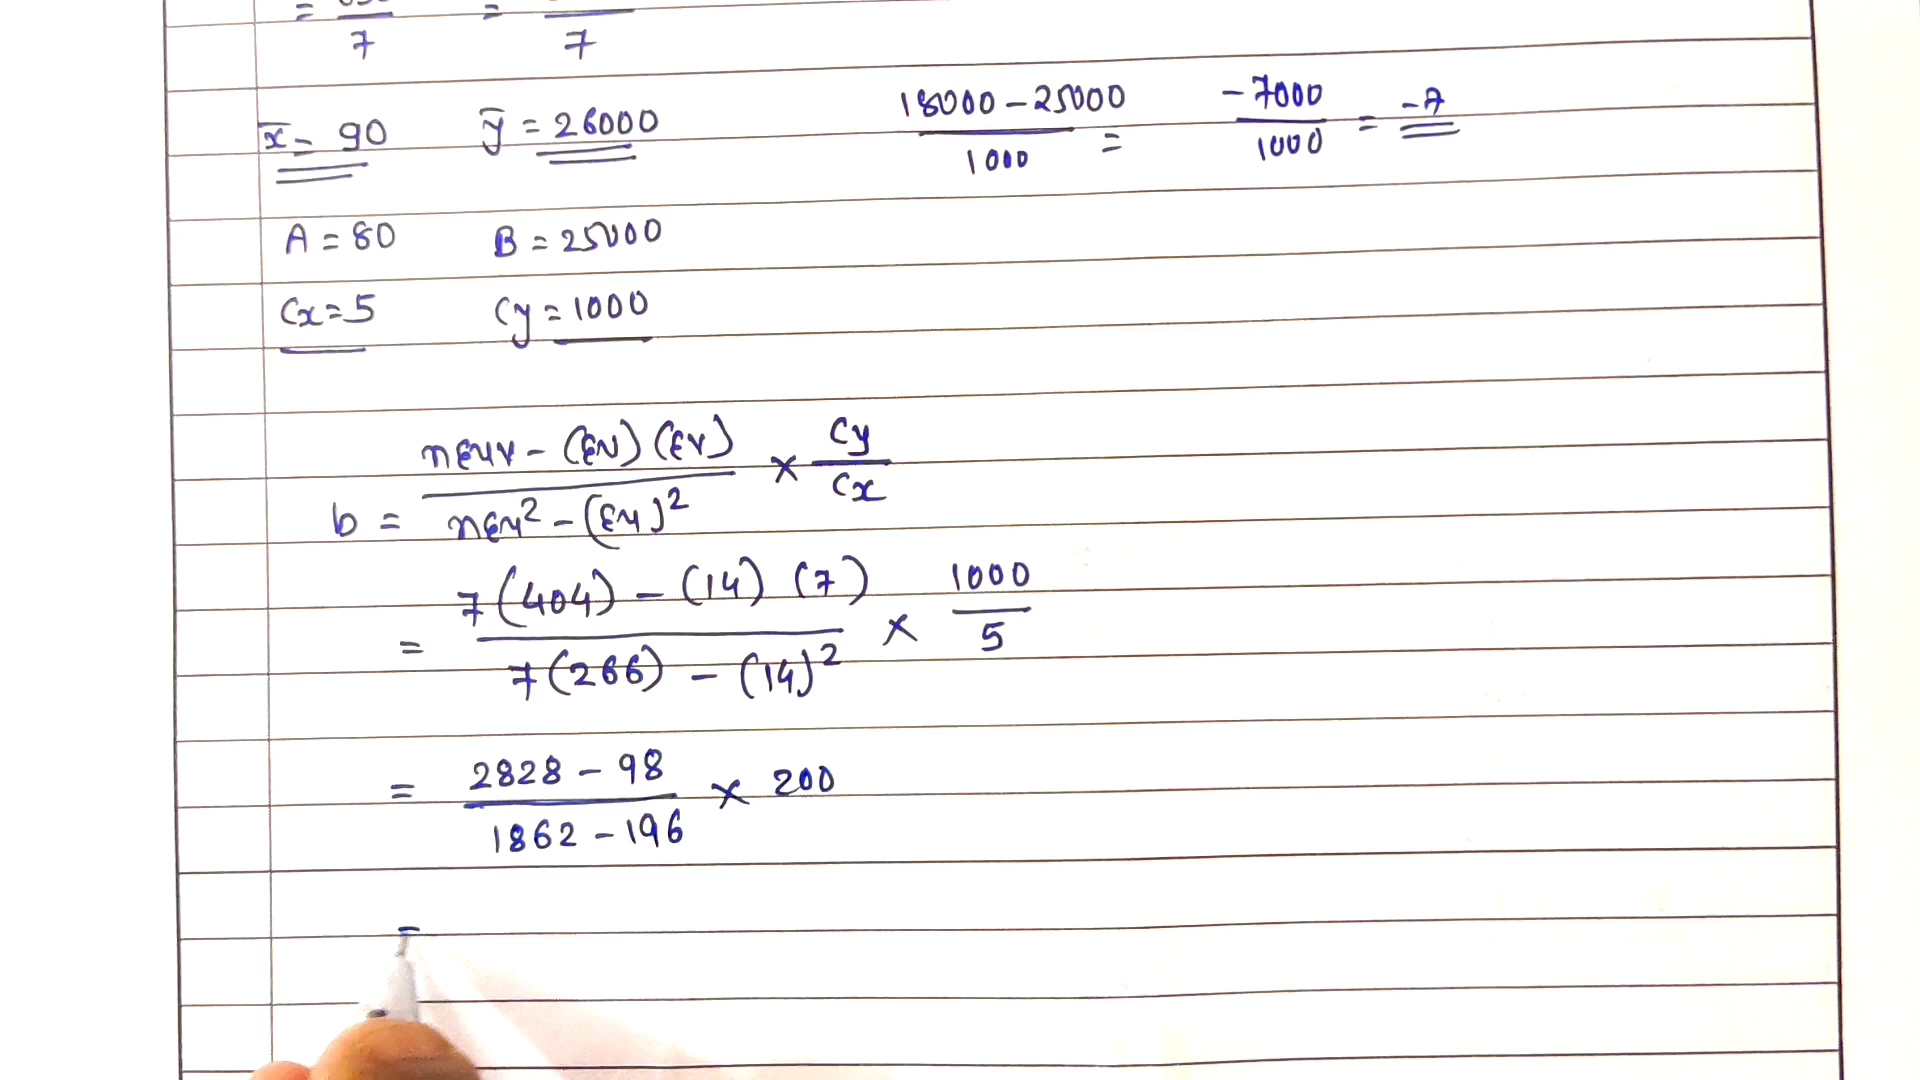 = /7 = /7
x̄ = 90 ȳ = 26000 (18000 - 25000)/1000 = -7000/1000 = -7
A = 80 B = 25000
Cx = 5 Cy = 1000
b = (nΣuv - (Σu)(Σv))/(nΣu² - (Σu)²) × Cy/Cx
= (7(404) - (14)(7))/(7(266) - (14)²) × 1000/5
= (2828 - 98)/(1862 - 196) × 200
=